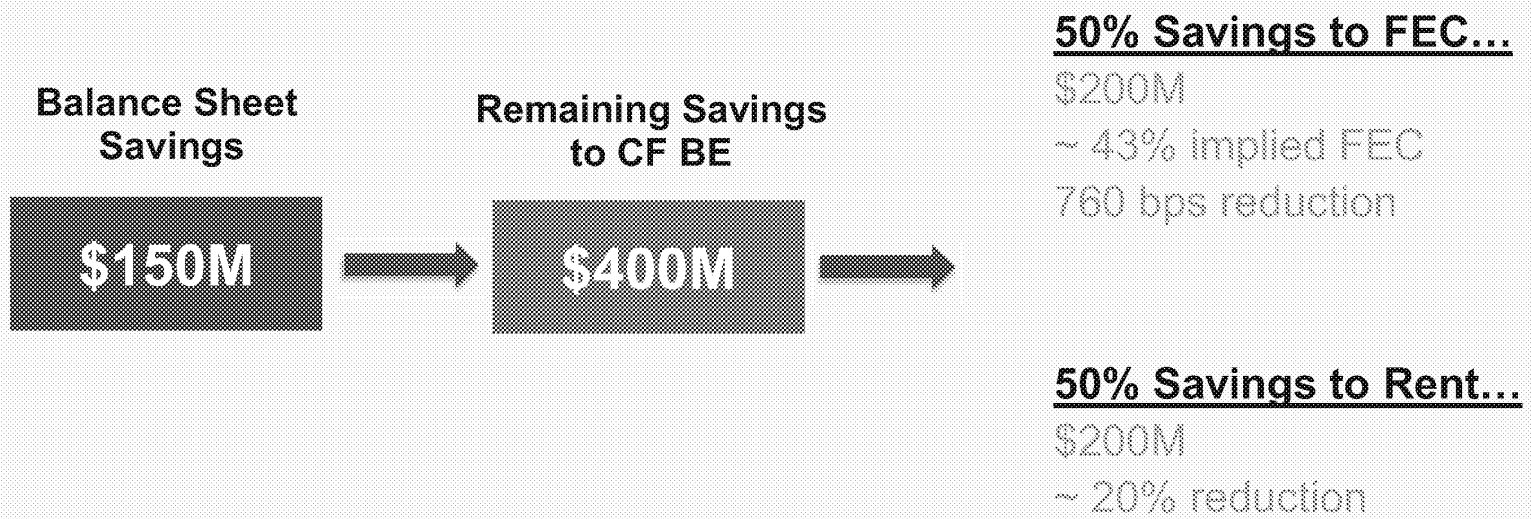 Balance Sheet
Savings
$150M
Remaining Savings
to CF BE
$400M
50% Savings to FEC...
$200M
~ 43% implied FEC
760 bps reduction
50% Savings to Rent...
$200M
~ 20% reduction